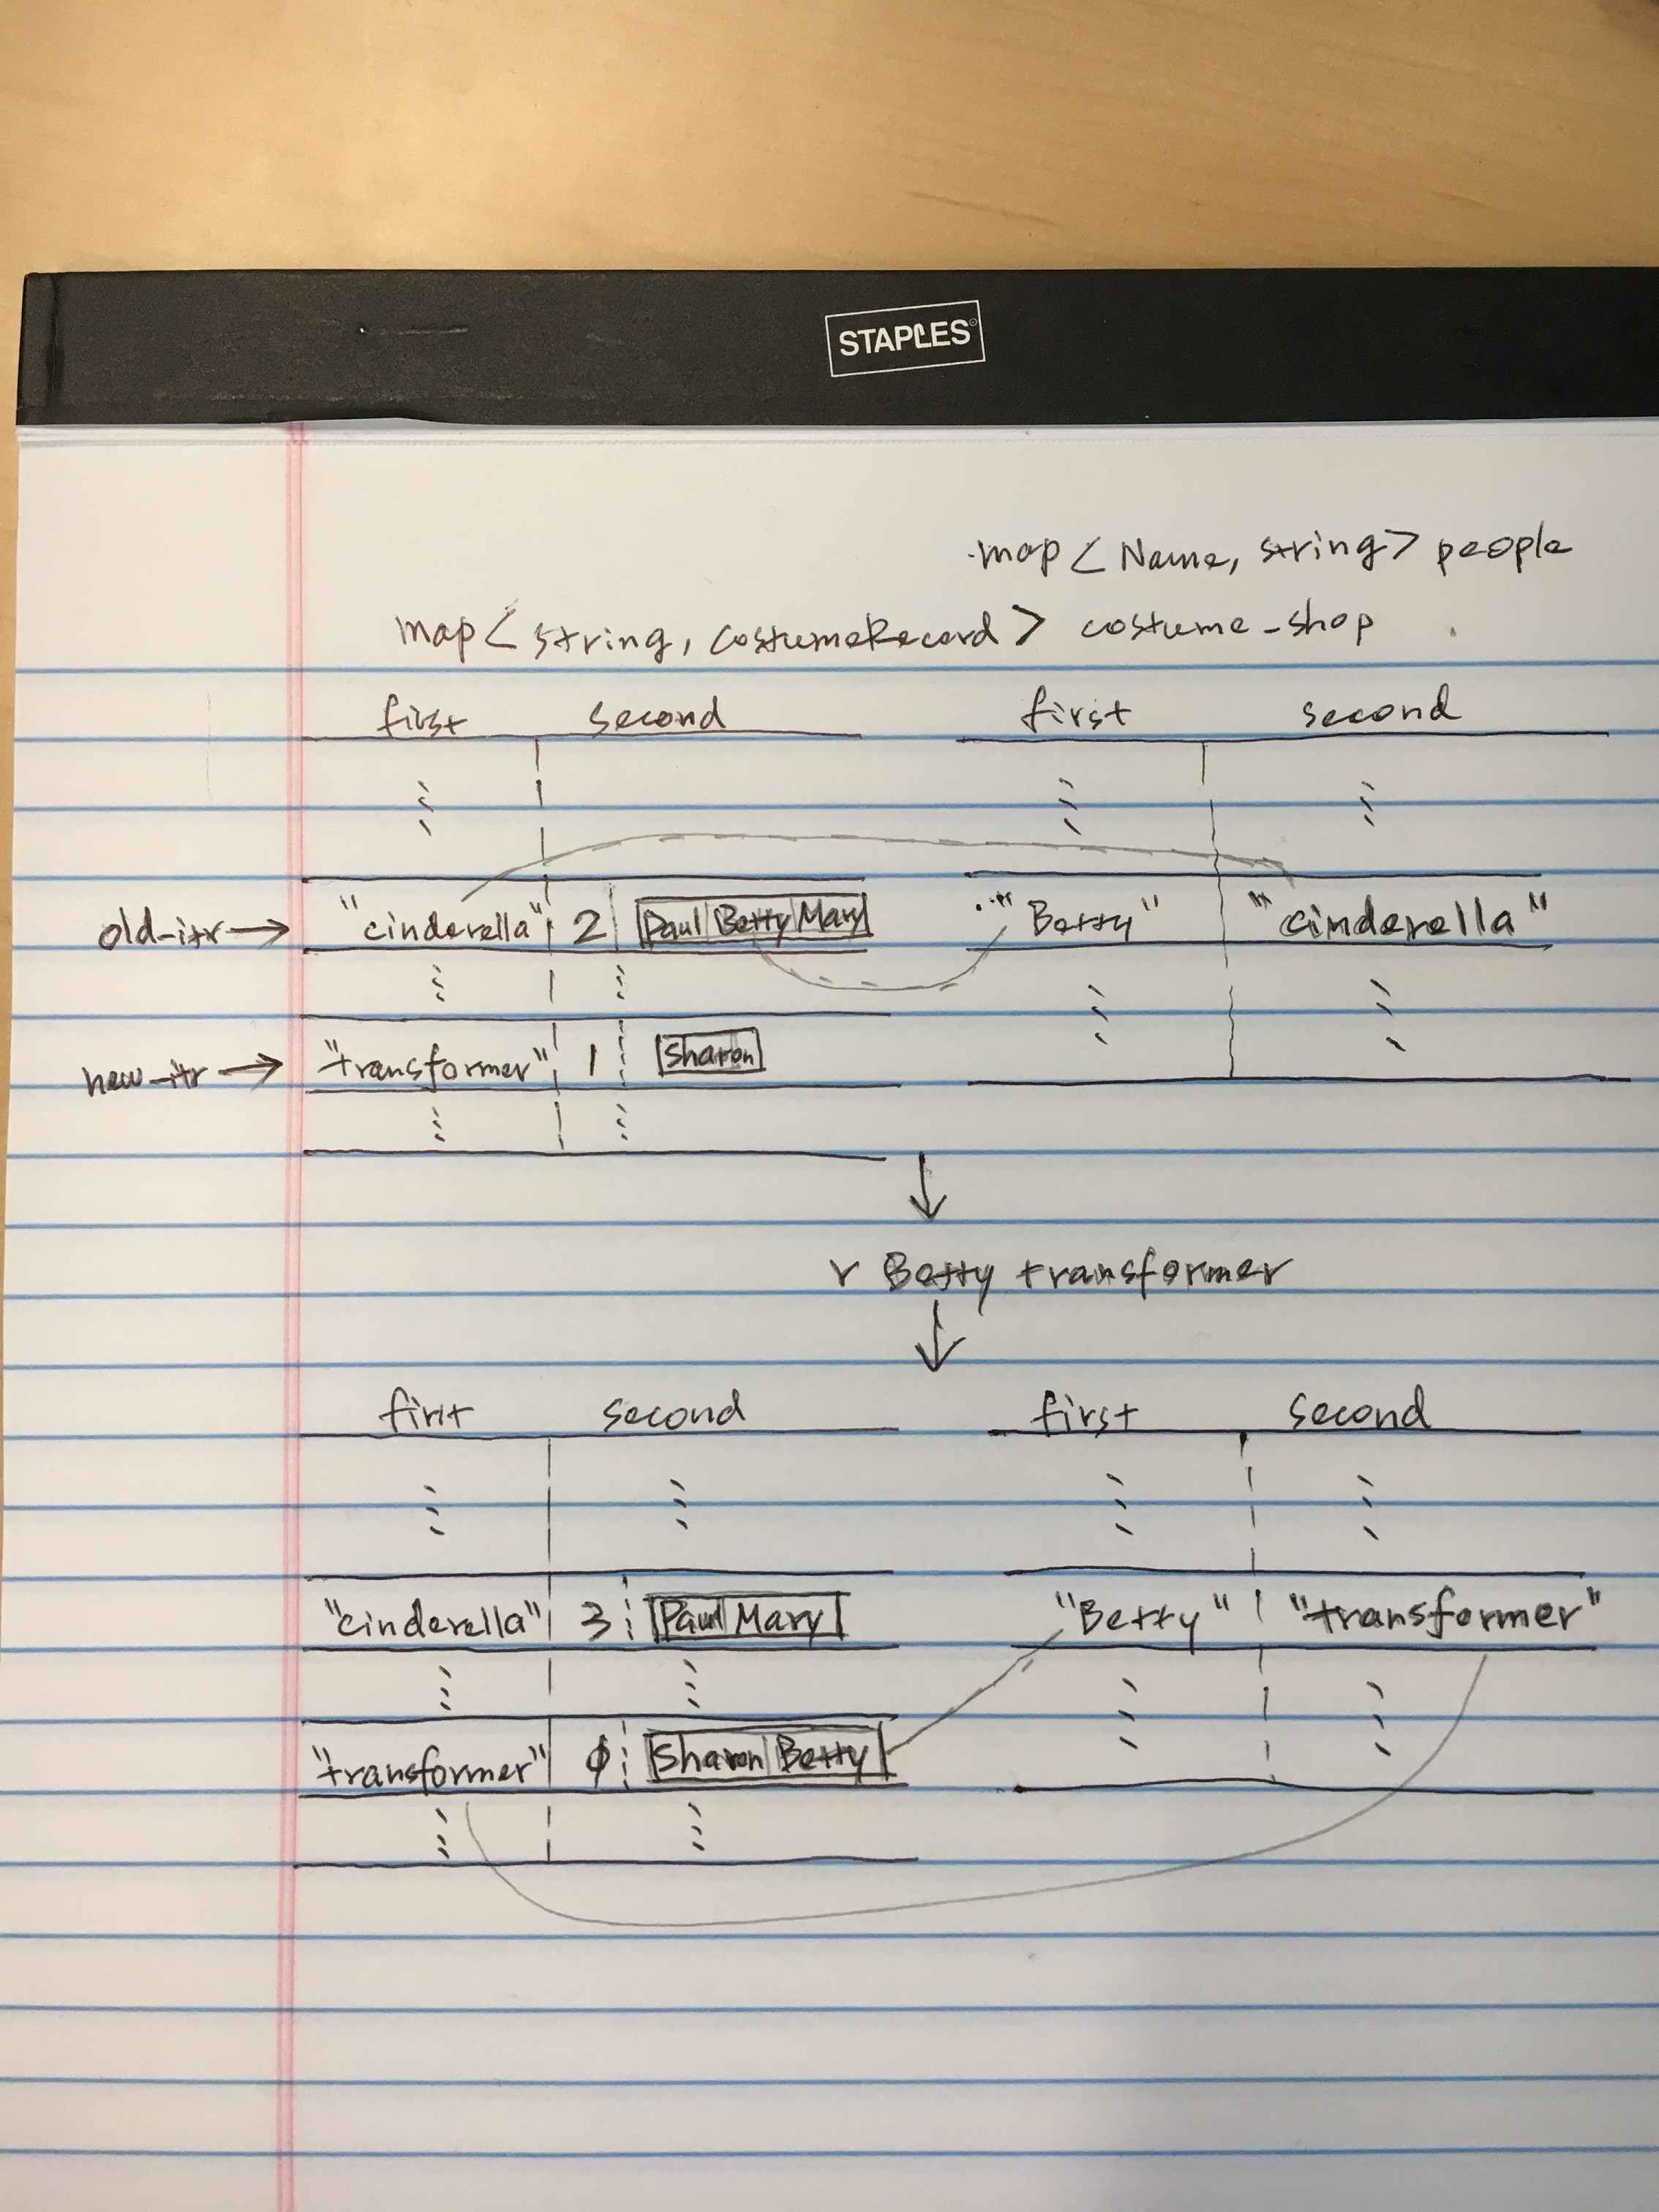 STAPLES
map < Name, string> people
map < string, CostumeRecord > costume_shop
first second first second
old_itr → "cinderella" 2 Paul Betty Mary "Betty" "cinderella"
new_itr → "transformer" 1 Sharon
r Betty transformer
first second first second
"cinderella" 3 Paul Mary "Betty" "transformer"
"transformer" φ Sharon Betty